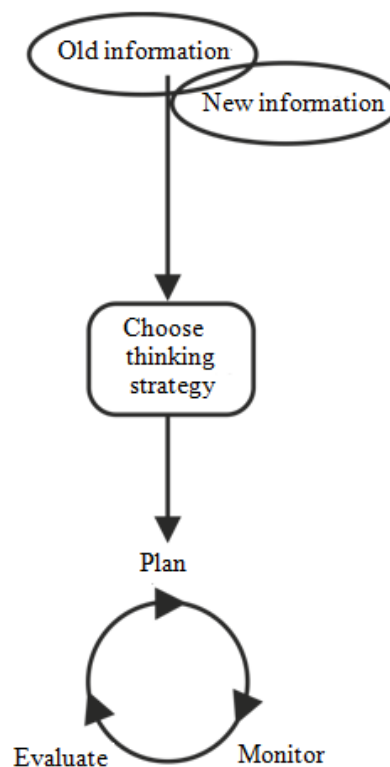 Old information
New information
Choose
thinking
strategy
Plan
Evaluate
Monitor